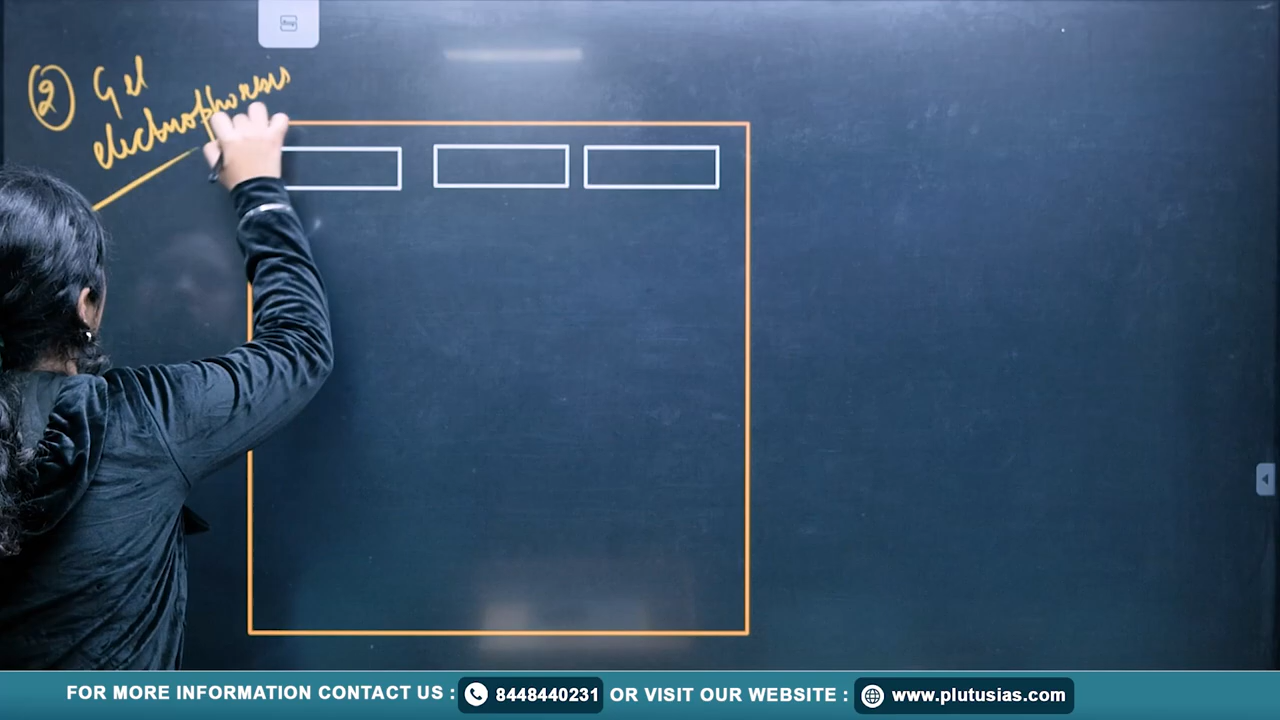 ② Gel
electrophoresis
FOR MORE INFORMATION CONTACT US : 8448440231 OR VISIT OUR WEBSITE : www.plutusias.com